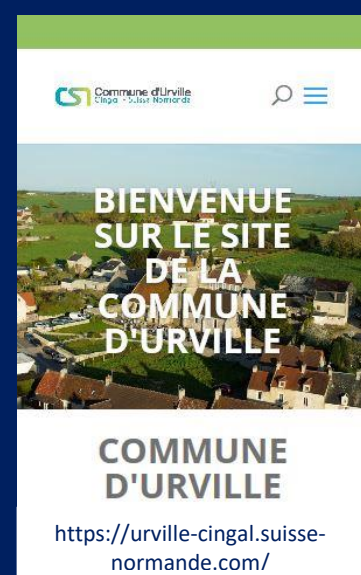 CSN Commune d'Urville
Cingal - Suisse Normande
BIENVENUE
SUR LE SITE
DE LA
COMMUNE
D'URVILLE
COMMUNE
D'URVILLE
https://urville-cingal.suisse-
normande.com/